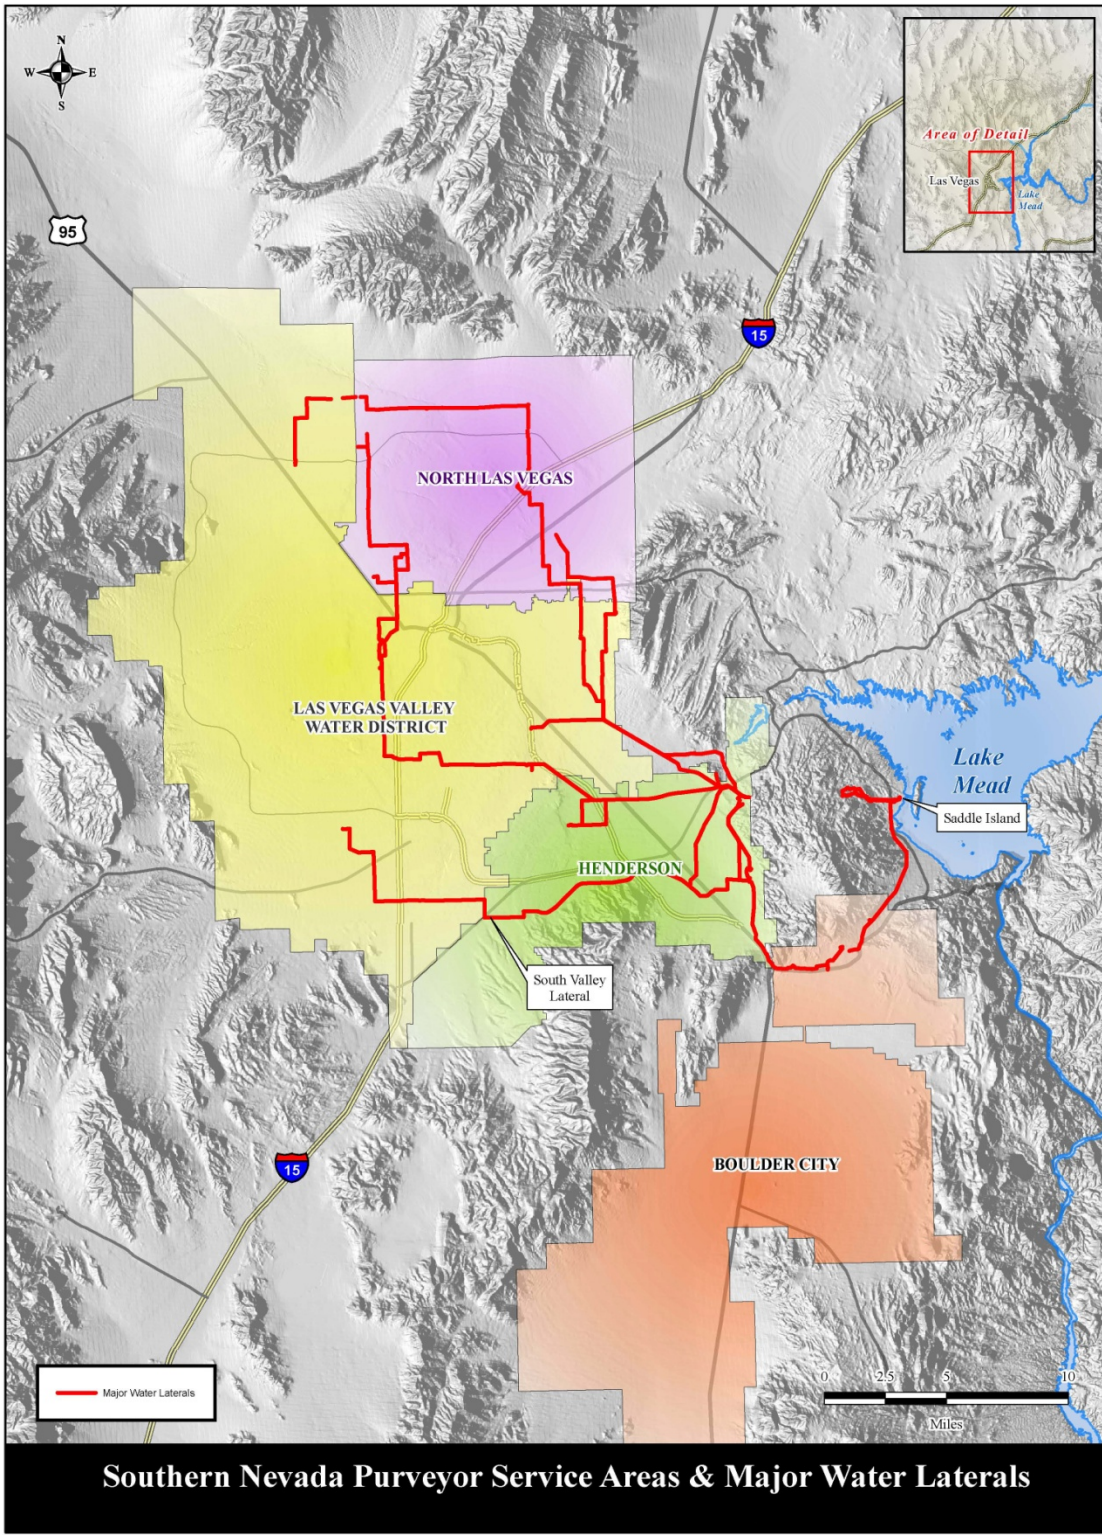 N
W E
S
95
Area of Detail
Las Vegas
Lake
Mead
15
NORTH LAS VEGAS
LAS VEGAS VALLEY
WATER DISTRICT
Lake
Mead
Saddle Island
HENDERSON
South Valley
Lateral
BOULDER CITY
15
Major Water Laterals
0 2.5 5 10
Miles
Southern Nevada Purveyor Service Areas & Major Water Laterals